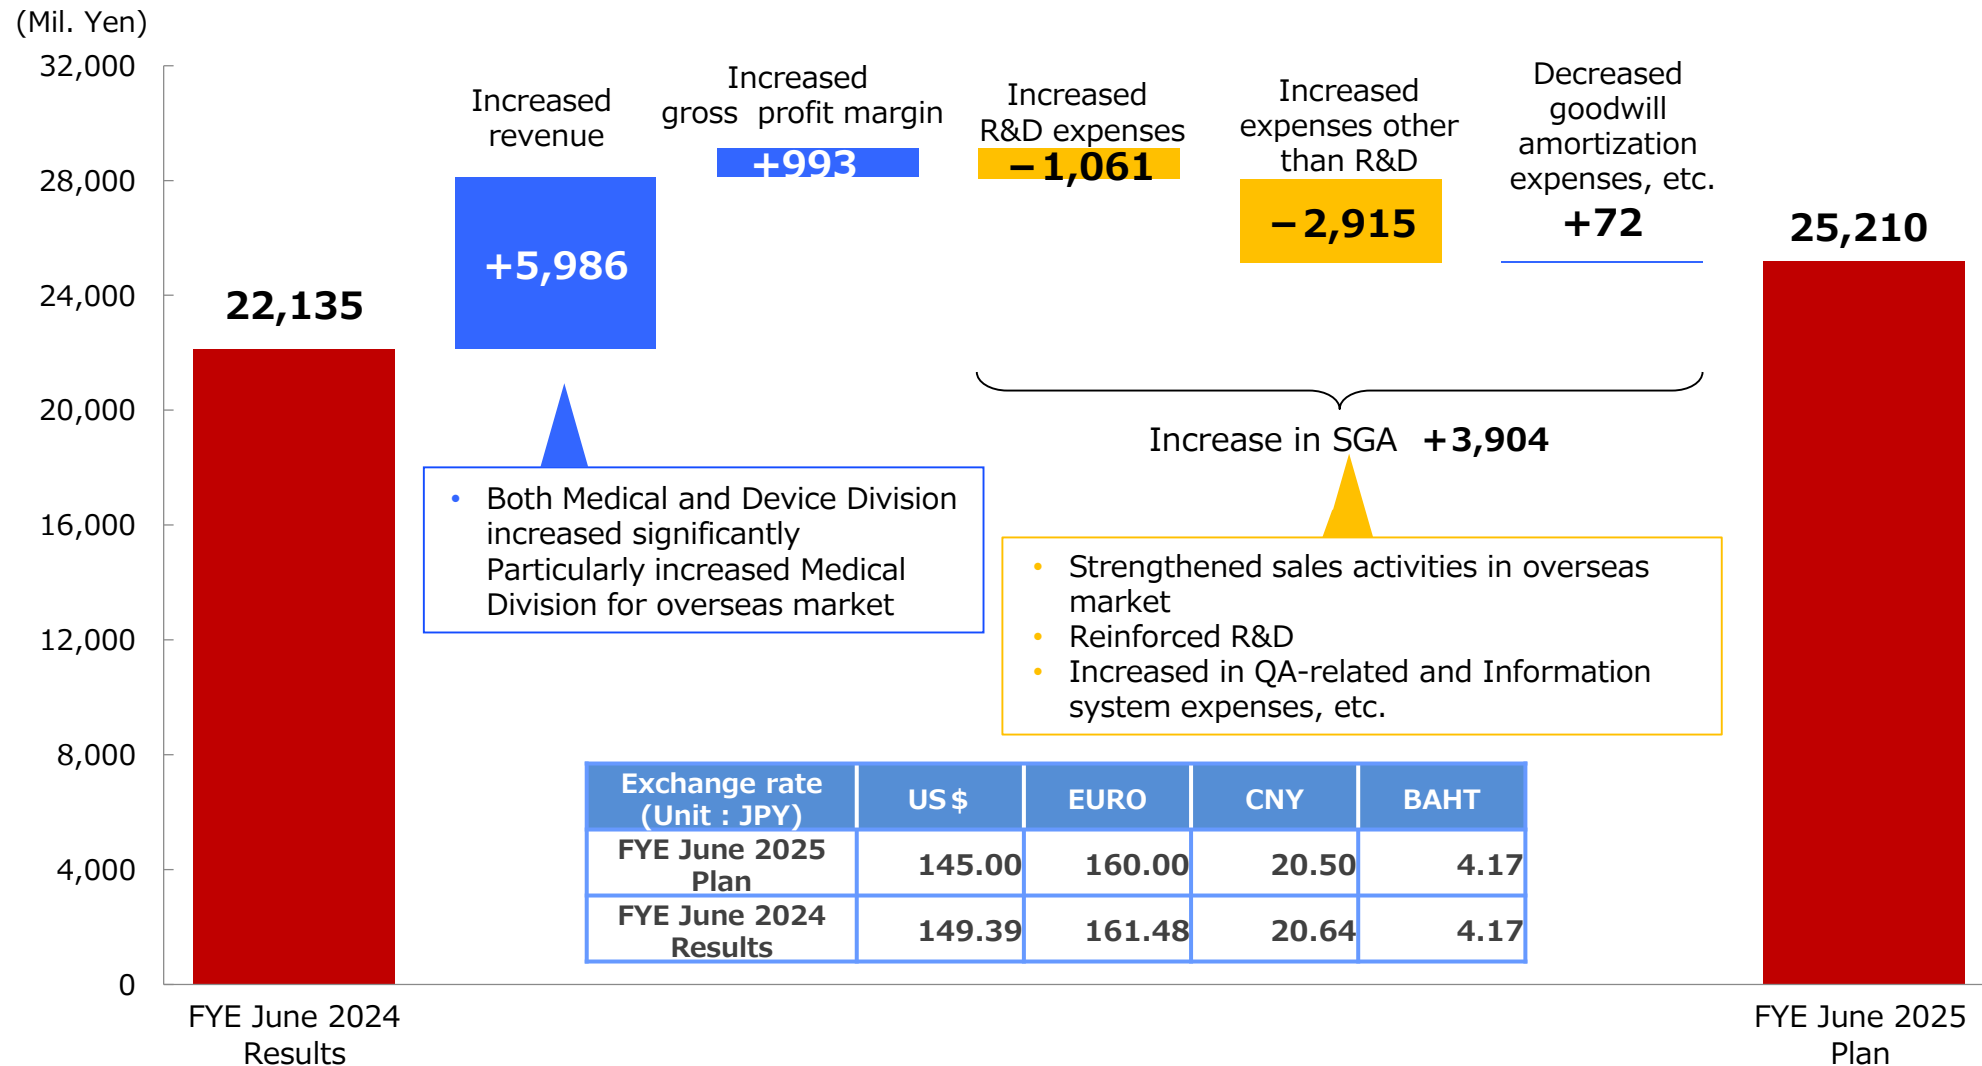 (Mil. Yen)
32,000
28,000
24,000
20,000
16,000
12,000
8,000
4,000
0
22,135
FYE June 2024
Results
Increased
revenue
+5,986
Increased
gross profit margin
+993
Increased
R&D expenses
−1,061
Increased
expenses other
than R&D
−2,915
Decreased
goodwill
amortization
expenses, etc.
+72
25,210
FYE June 2025
Plan
Increase in SGA +3,904
• Both Medical and Device Division
increased significantly
Particularly increased Medical
Division for overseas market
• Strengthened sales activities in overseas
market
• Reinforced R&D
• Increased in QA-related and Information
system expenses, etc.
Exchange rate
(Unit : JPY)
US$ EURO CNY BAHT
FYE June 2025
Plan
145.00 160.00 20.50 4.17
FYE June 2024
Results
149.39 161.48 20.64 4.17